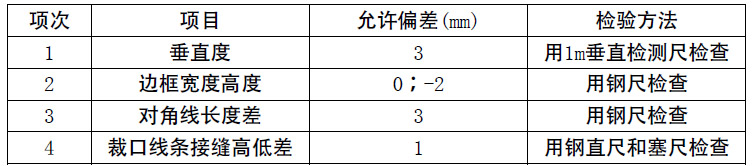 项次 项目 允许偏差(mm) 检验方法
1 垂直度 3 用1m垂直检测尺检查
2 边框宽度高度 0；-2 用钢尺检查
3 对角线长度差 3 用钢尺检查
4 裁口线条接缝高低差 1 用钢直尺和塞尺检查